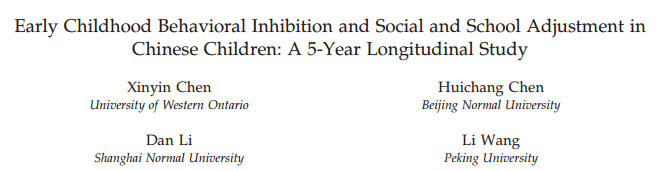 Early Childhood Behavioral Inhibition and Social and School Adjustment in
Chinese Children: A 5-Year Longitudinal Study
Xinyin Chen
University of Western Ontario
Huichang Chen
Beijing Normal University
Dan Li
Shanghai Normal University
Li Wang
Peking University